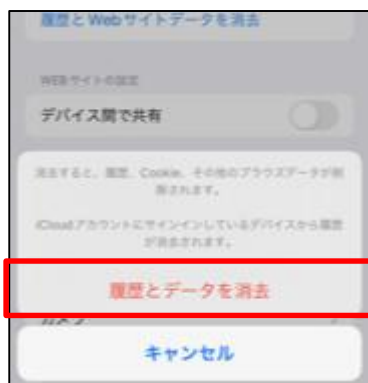 履歴とWebサイトデータを消去
WEBサイトの設定
デバイス間で共有
消去すると、履歴、Cookie、その他のブラウズデータが削
除されます。
iCloudアカウントにサインインしているデバイスから履歴
が消去されます。
履歴とデータを消去
キャンセル